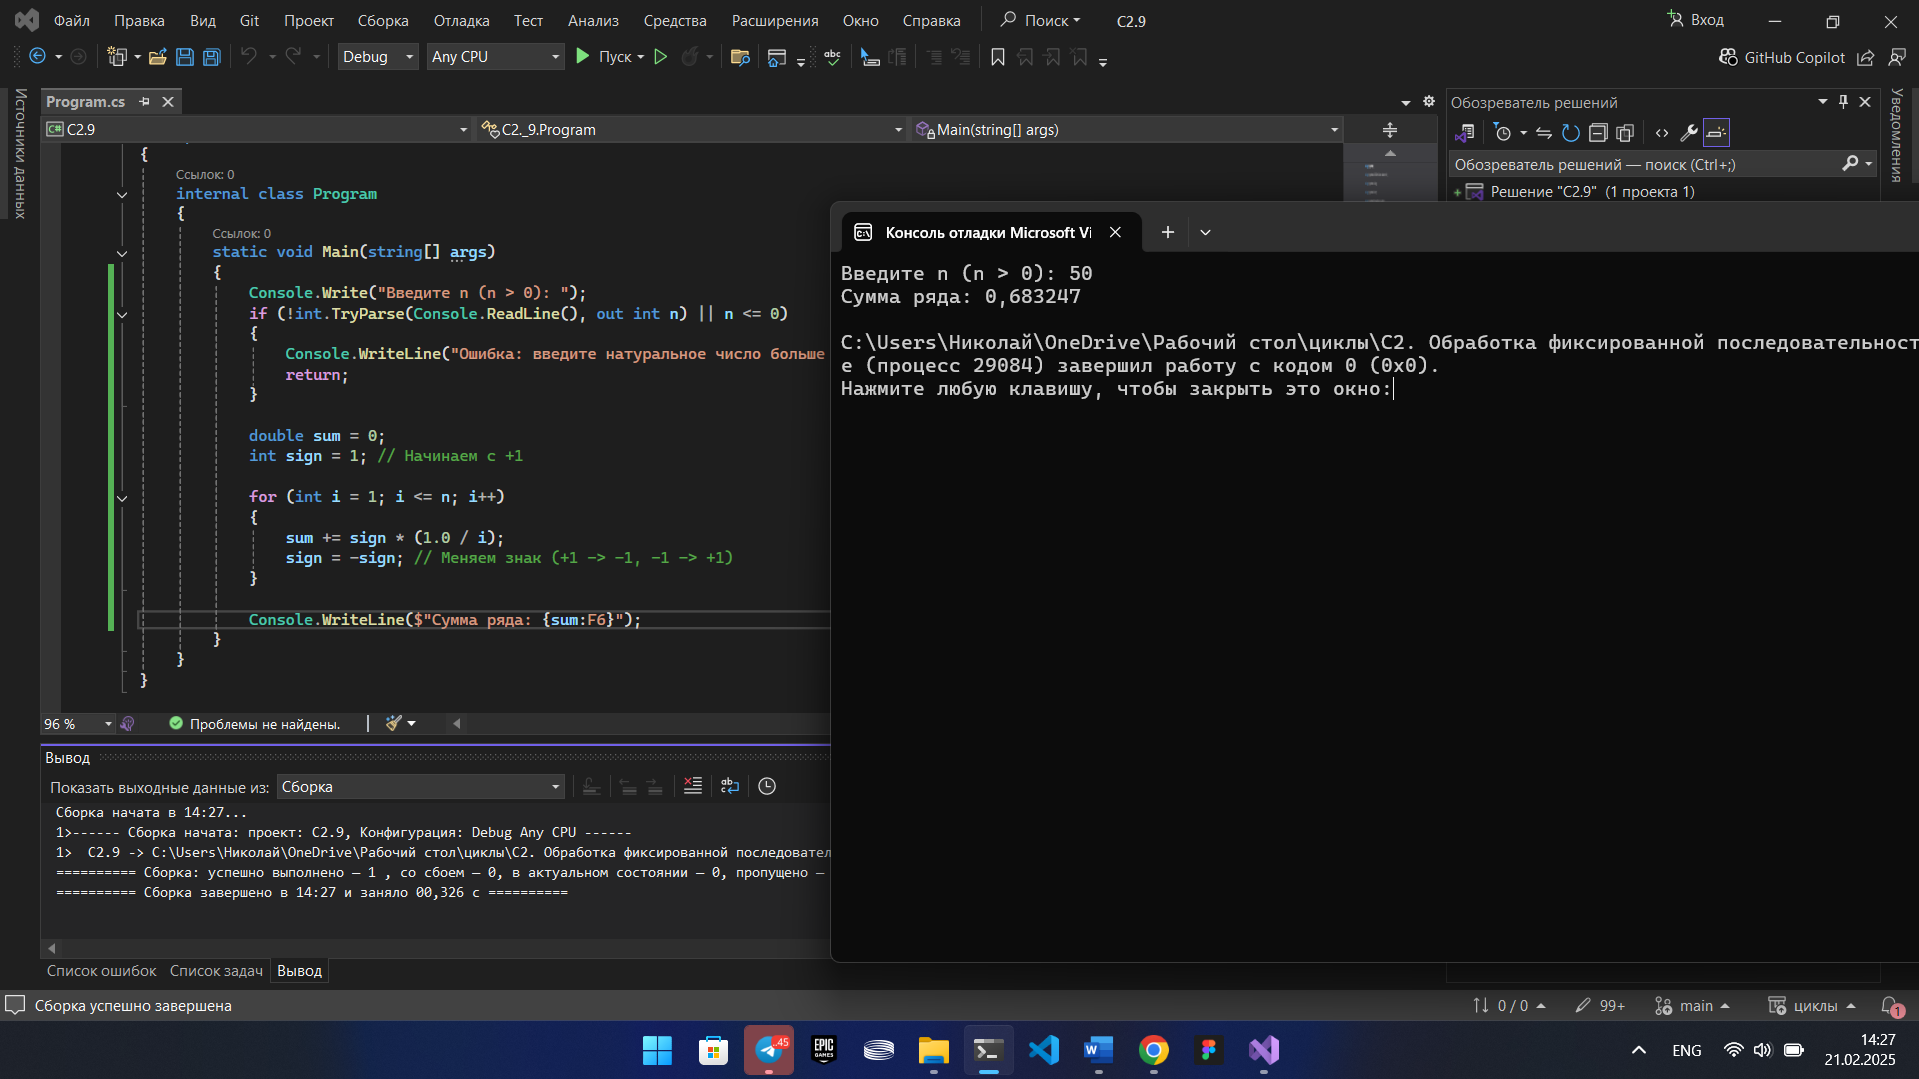 Файл Правка Вид Git Проект Сборка Отладка Тест Анализ Средства Расширения Окно Справка Поиск C2.9 Вход
Debug Any CPU Пуск GitHub Copilot
Источники данных
Program.cs
C2.9 C2._9.Program Main(string[] args)
{
Ссылок: 0
internal class Program
{
Ссылок: 0
static void Main(string[] args)
{
Console.Write("Введите n (n > 0): ");
if (!int.TryParse(Console.ReadLine(), out int n) || n <= 0)
{
Console.WriteLine("Ошибка: введите натуральное число больше
return;
}
double sum = 0;
int sign = 1; // Начинаем с +1
for (int i = 1; i <= n; i++)
{
sum += sign * (1.0 / i);
sign = -sign; // Меняем знак (+1 -> -1, -1 -> +1)
}
Console.WriteLine($"Сумма ряда: {sum:F6}");
}
}
}
96 % Проблемы не найдены.
Обозреватель решений
Обозреватель решений — поиск (Ctrl+;)
Решение "C2.9" (1 проекта 1)
Уведомления
Консоль отладки Microsoft Vi
Введите n (n > 0): 50
Сумма ряда: 0,683247
C:\Users\Николай\OneDrive\Рабочий стол\циклы\C2. Обработка фиксированной последовательност
е (процесс 29084) завершил работу с кодом 0 (0x0).
Нажмите любую клавишу, чтобы закрыть это окно:
Вывод
Показать выходные данные из: Сборка
Сборка начата в 14:27...
1>------ Сборка начата: проект: C2.9, Конфигурация: Debug Any CPU ------
1>  C2.9 -> C:\Users\Николай\OneDrive\Рабочий стол\циклы\C2. Обработка фиксированной последовател
========== Сборка: успешно выполнено — 1 , со сбоем — 0, в актуальном состоянии — 0, пропущено —
========== Сборка завершено в 14:27 и заняло 00,326 с ==========
Список ошибок Список задач Вывод
Сборка успешно завершена 0 / 0 99+ main циклы 1
..45 EPIC GAMES ENG 14:27
21.02.2025